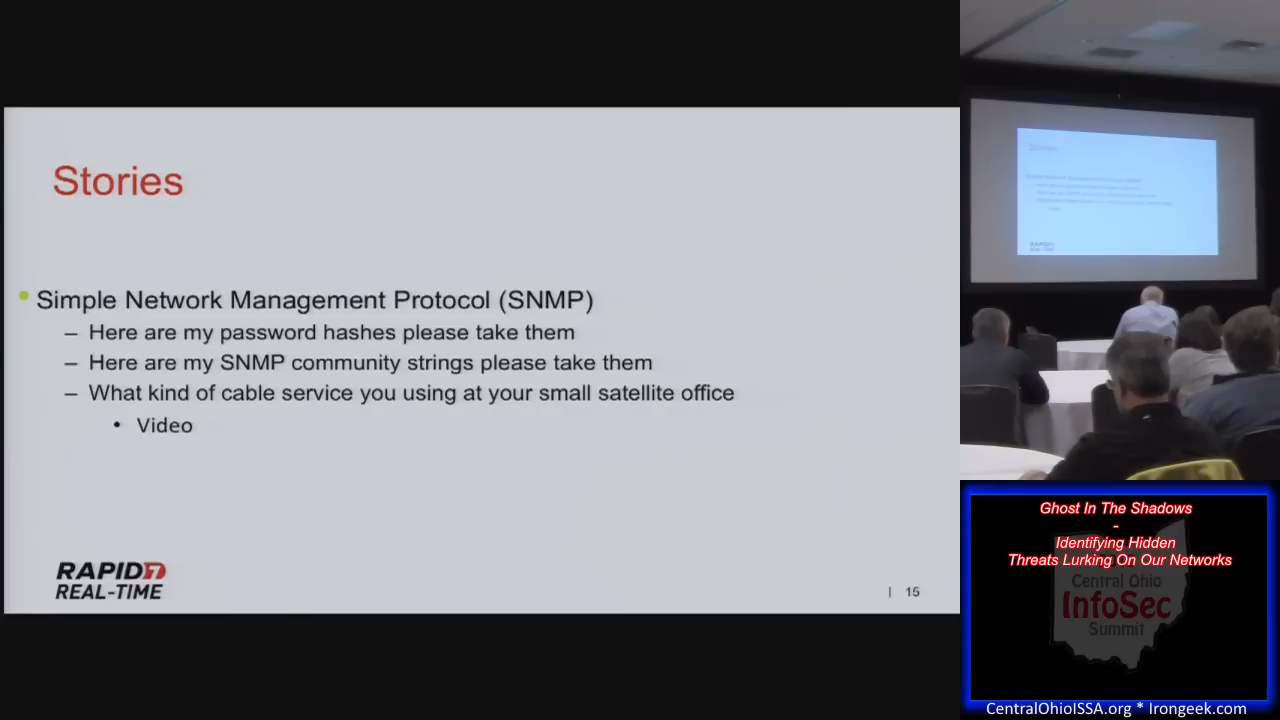 Stories
• Simple Network Management Protocol (SNMP)
– Here are my password hashes please take them
– Here are my SNMP community strings please take them
– What kind of cable service you using at your small satellite office
• Video
RAPID7
REAL-TIME
| 15
RAPID7
REAL-TIME
Ghost In The Shadows
-
Identifying Hidden
Threats Lurking On Our Networks
Central Ohio
InfoSec
Summit
CentralOhioISSA.org * Irongeek.com